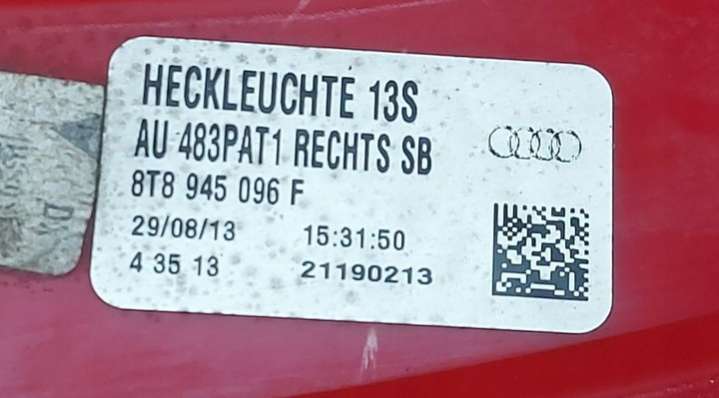 HECKLEUCHTE 13S
AU 483PAT1 RECHTS SB
8T8 945 096 F
29/08/13 15:31:50
4 35 13 21190213